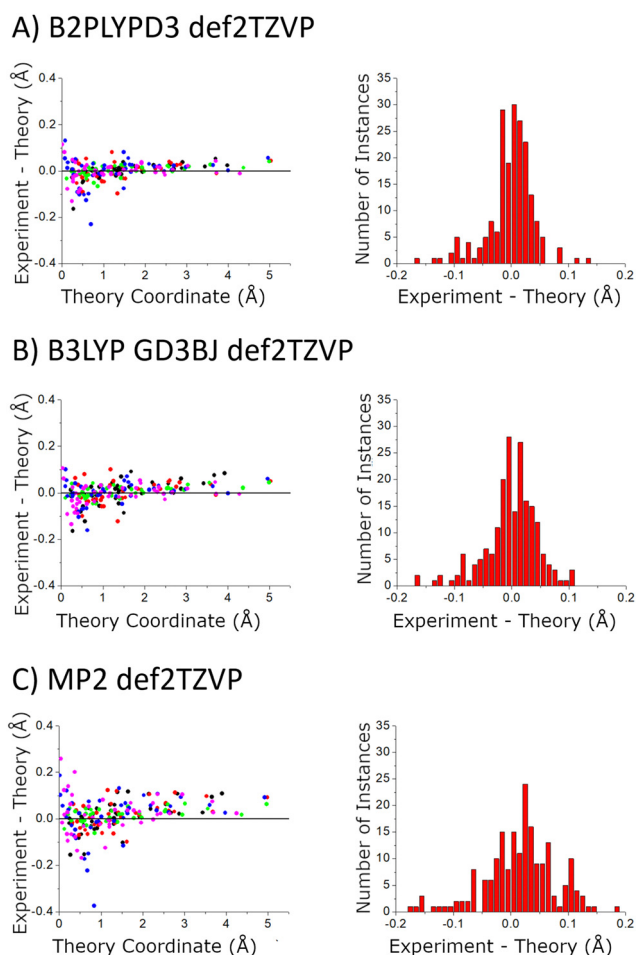 A) B2PLYPD3 def2TZVP
Experiment - Theory (Å)
0.4
0.2
0.0
-0.2
-0.4
0 1 2 3 4 5
Theory Coordinate (Å)
Number of Instances
35
30
25
20
15
10
5
0
-0.2 -0.1 0.0 0.1 0.2
Experiment - Theory (Å)
B) B3LYP GD3BJ def2TZVP
Experiment - Theory (Å)
0.4
0.2
0.0
-0.2
-0.4
0 1 2 3 4 5
Theory Coordinate (Å)
Number of Instances
35
30
25
20
15
10
5
0
-0.2 -0.1 0.0 0.1 0.2
Experiment - Theory (Å)
C) MP2 def2TZVP
Experiment - Theory (Å)
0.4
0.2
0.0
-0.2
-0.4
0 1 2 3 4 5
Theory Coordinate (Å)
Number of Instances
35
30
25
20
15
10
5
0
-0.2 -0.1 0.0 0.1 0.2
Experiment - Theory (Å)